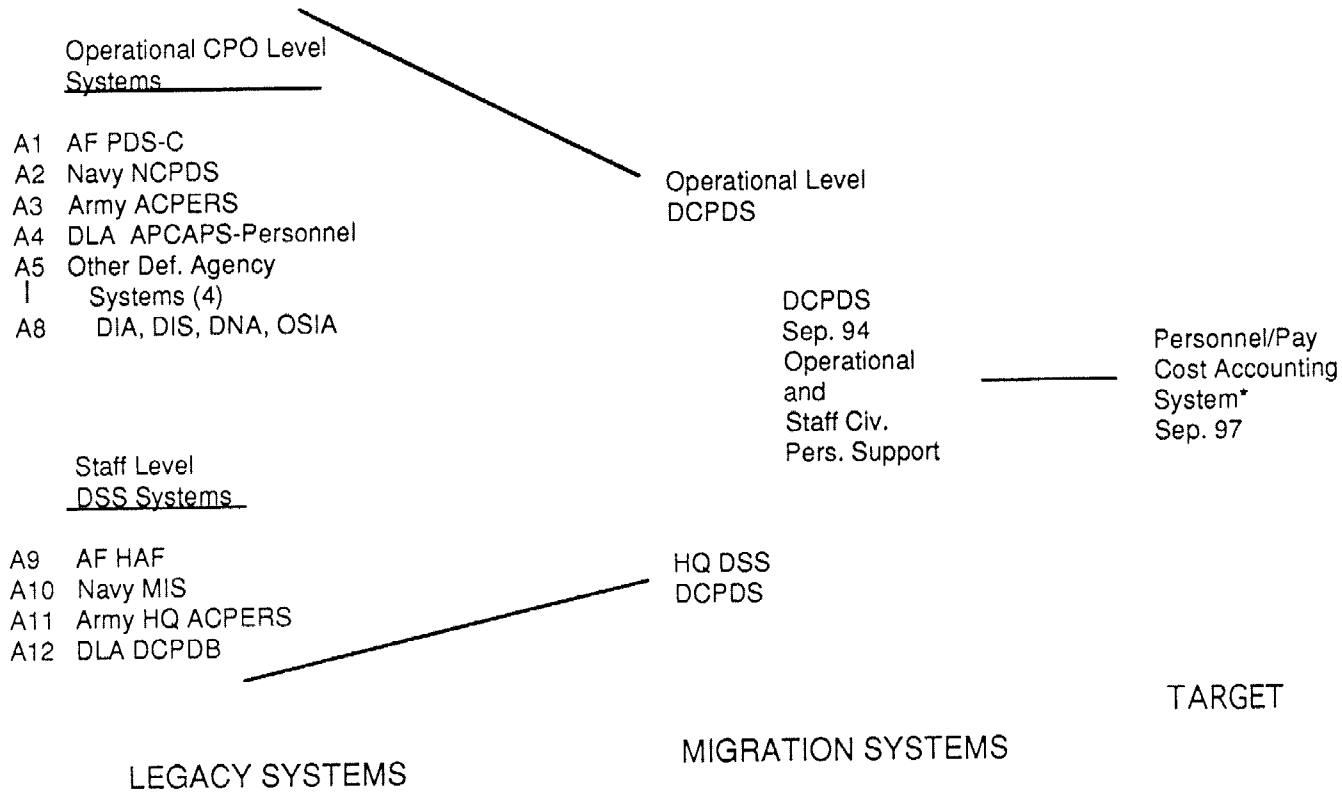 Operational CPO Level
Systems
A1 AF PDS-C
A2 Navy NCPDS
A3 Army ACPERS
A4 DLA APCAPS-Personnel
A5 Other Def. Agency
Systems (4)
A8 DIA, DIS, DNA, OSIA
Staff Level
DSS Systems
A9 AF HAF
A10 Navy MIS
A11 Army HQ ACPERS
A12 DLA DCPDB
LEGACY SYSTEMS
Operational Level
DCPDS
DCPDS
Sep. 94
Operational
and
Staff Civ.
Pers. Support
HQ DSS
DCPDS
MIGRATION SYSTEMS
Personnel/Pay
Cost Accounting
System*
Sep. 97
TARGET